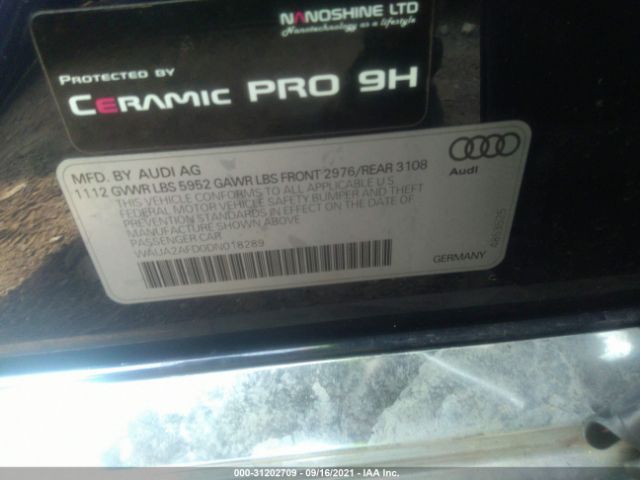 NANOSHINE LTD
Nanotechnology as a lifestyle
PROTECTED BY
CERAMIC PRO 9H
MFD. BY AUDI AG
1112 GVWR LBS 5952 GAWR LBS FRONT 2976/REAR 3108
THIS VEHICLE CONFORMS TO ALL APPLICABLE U.S.
FEDERAL MOTOR VEHICLE SAFETY BUMPER AND THEFT
PREVENTION STANDARDS IN EFFECT ON THE DATE OF
MANUFACTURE SHOWN ABOVE
PASSENGER CAR
WAUA2AFD0DN018289
Audi
6863525
GERMANY
000-31202709 - 09/16/2021 - IAA Inc.